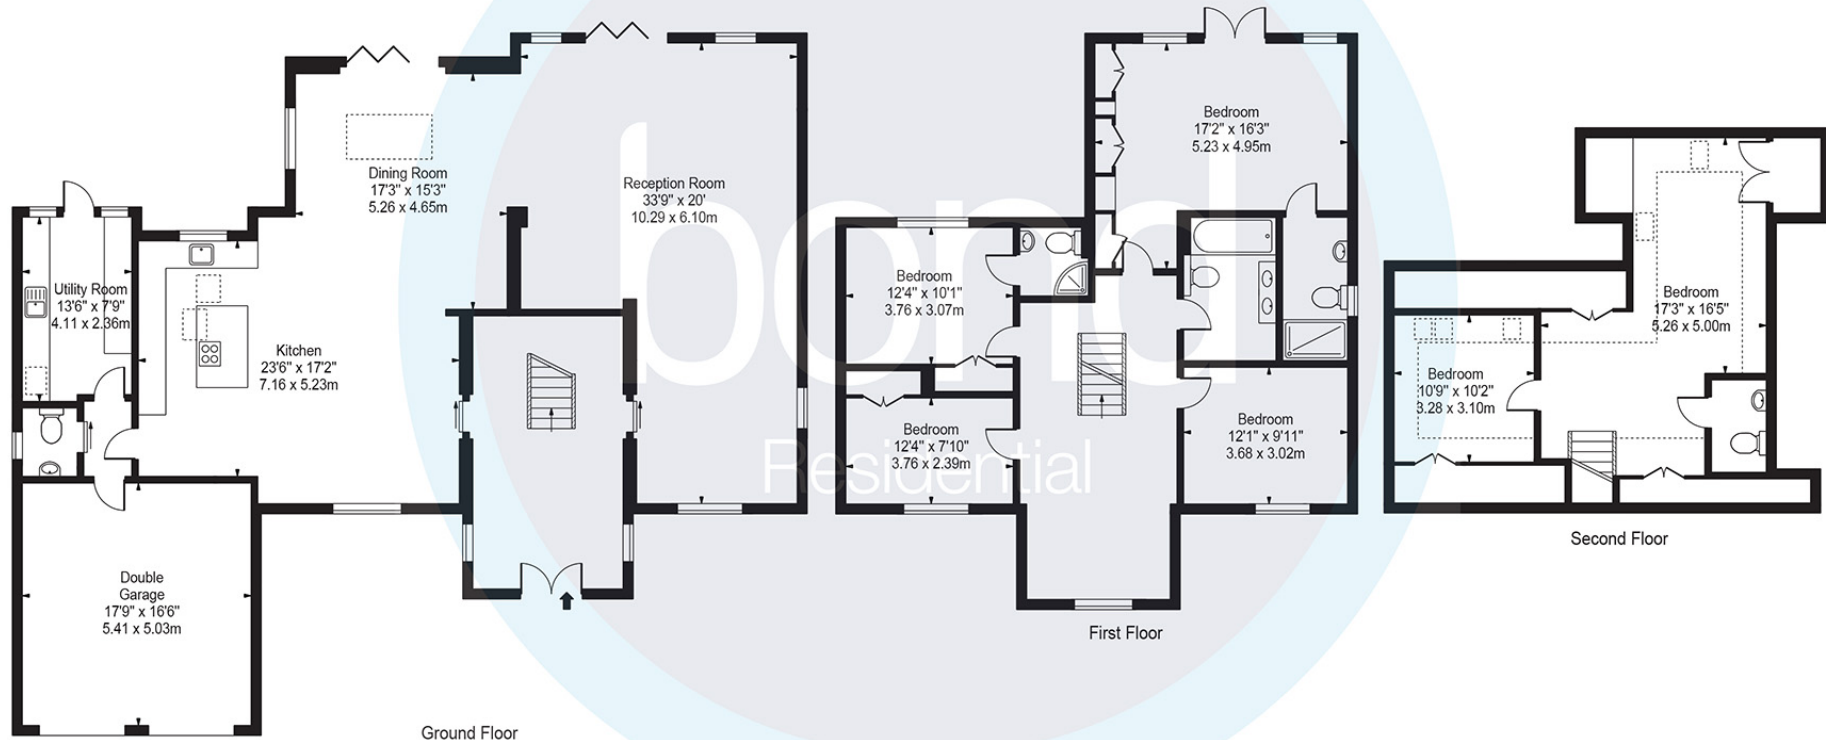 Dining Room
17'3" x 15'3"
5.26 x 4.65m
Reception Room
33'9" x 20'
10.29 x 6.10m
Utility Room
13'6" x 7'9"
4.11 x 2.36m
Kitchen
23'6" x 17'2"
7.16 x 5.23m
Double
Garage
17'9" x 16'6"
5.41 x 5.03m
Ground Floor
Bedroom
17'2" x 16'3"
5.23 x 4.95m
Bedroom
12'4" x 10'1"
3.76 x 3.07m
Bedroom
12'4" x 7'10"
3.76 x 2.39m
Bedroom
12'1" x 9'11"
3.68 x 3.02m
First Floor
Bedroom
17'3" x 16'5"
5.26 x 5.00m
Bedroom
10'9" x 10'2"
3.28 x 3.10m
Second Floor
bond
Residential